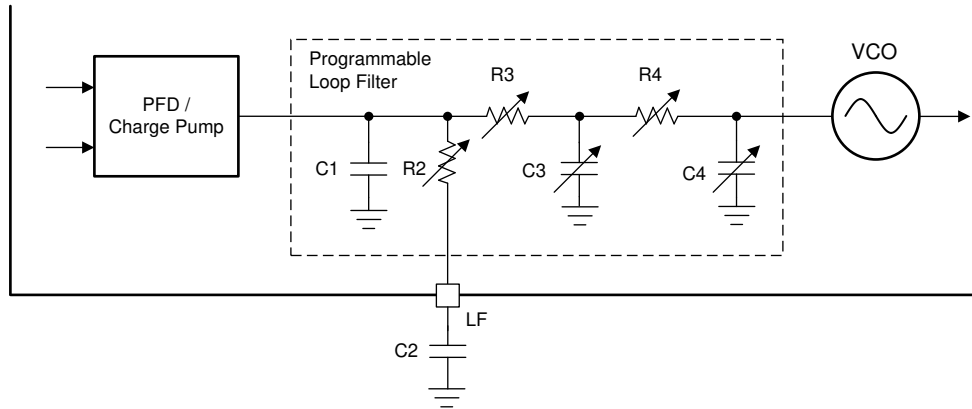 Programmable
Loop Filter
VCO
R3
R4
PFD /
Charge Pump
C1
R2
C3
C4
LF
C2